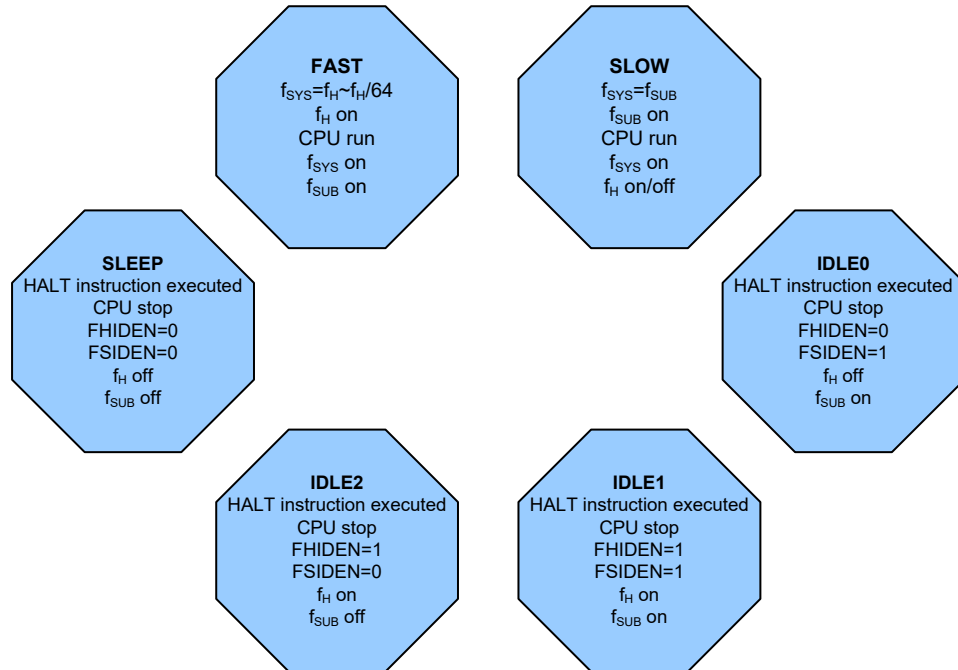 FAST
fSYS=fH~fH/64
fH on
CPU run
fSYS on
fSUB on
SLOW
fSYS=fSUB
fSUB on
CPU run
fSYS on
fH on/off
SLEEP
HALT instruction executed
CPU stop
FHIDEN=0
FSIDEN=0
fH off
fSUB off
IDLE0
HALT instruction executed
CPU stop
FHIDEN=0
FSIDEN=1
fH off
fSUB on
IDLE2
HALT instruction executed
CPU stop
FHIDEN=1
FSIDEN=0
fH on
fSUB off
IDLE1
HALT instruction executed
CPU stop
FHIDEN=1
FSIDEN=1
fH on
fSUB on